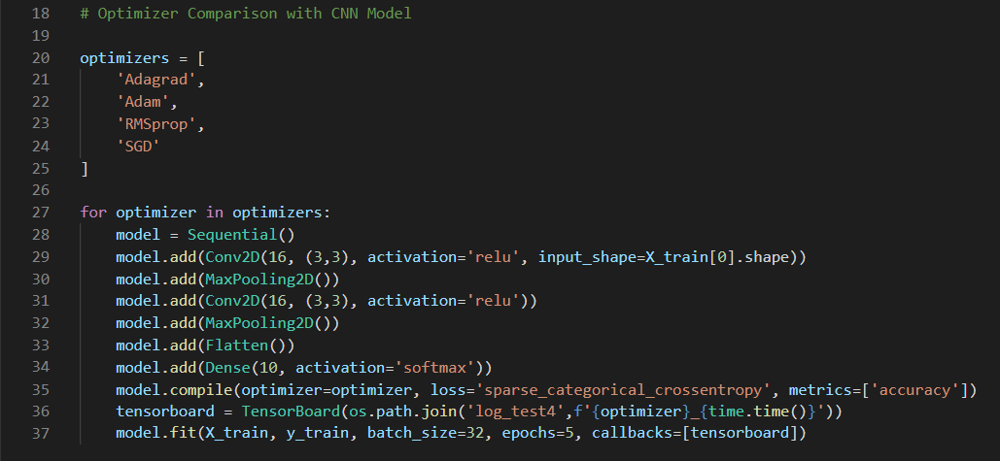 18 # Optimizer Comparison with CNN Model
19
20 optimizers = [
21     'Adagrad',
22     'Adam',
23     'RMSprop',
24     'SGD'
25 ]
26
27 for optimizer in optimizers:
28     model = Sequential()
29     model.add(Conv2D(16, (3,3), activation='relu', input_shape=X_train[0].shape))
30     model.add(MaxPooling2D())
31     model.add(Conv2D(16, (3,3), activation='relu'))
32     model.add(MaxPooling2D())
33     model.add(Flatten())
34     model.add(Dense(10, activation='softmax'))
35     model.compile(optimizer=optimizer, loss='sparse_categorical_crossentropy', metrics=['accuracy'])
36     tensorboard = TensorBoard(os.path.join('log_test4',f'{optimizer}_{time.time()}'))
37     model.fit(X_train, y_train, batch_size=32, epochs=5, callbacks=[tensorboard])